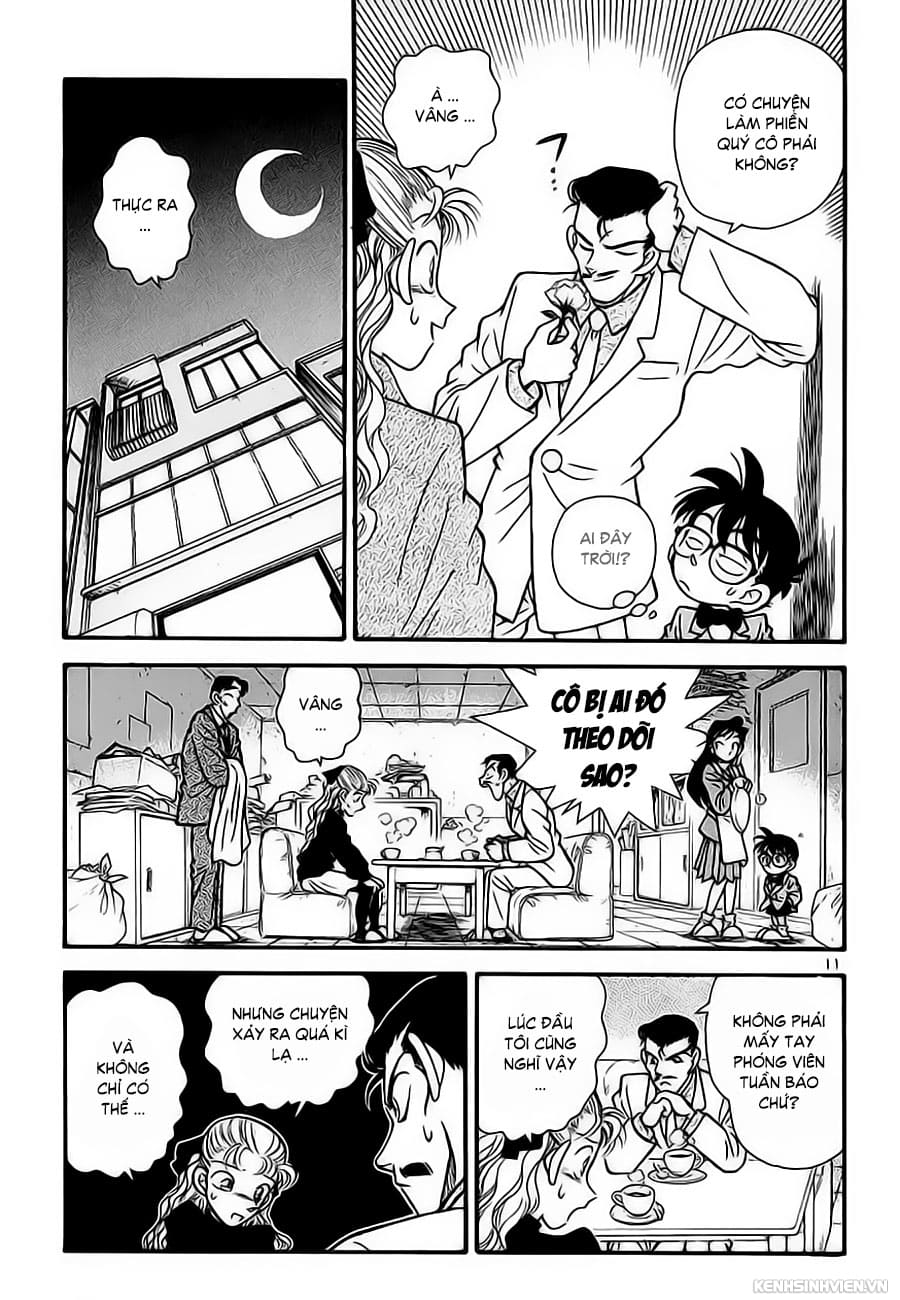 CÓ CHUYỆN
LÀM PHIỀN
QUÝ CÔ PHẢI
KHÔNG?
À ...
VÂNG ...
AI ĐÂY
TRỜI!?
THỰC RA
...
CÔ BỊ AI ĐÓ
THEO DÕI
SAO?
VÂNG
...
11
KHÔNG PHẢI
MẤY TAY
PHÓNG VIÊN
TUẦN BÁO
CHỨ?
LÚC ĐẦU
TÔI CŨNG
NGHĨ VẬY
...
NHƯNG CHUYỆN
XẢY RA QUÁ KÌ
LẠ ...
VÀ
KHÔNG
CHỈ CÓ
THẾ ...
KENHSINHVIEN.VN